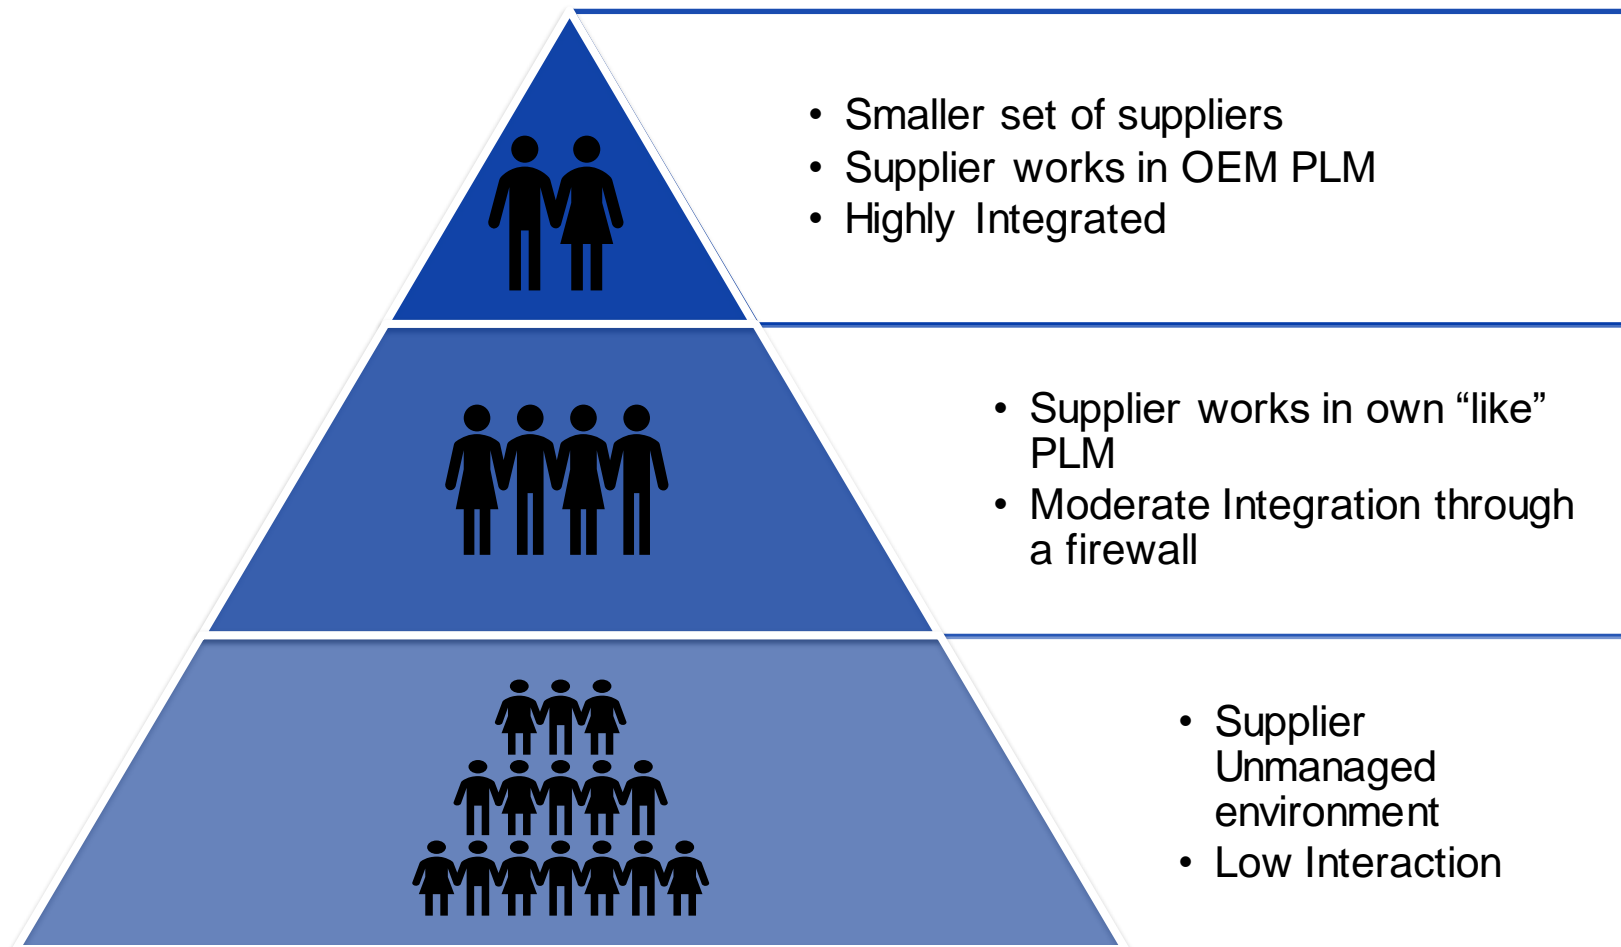 • Smaller set of suppliers
• Supplier works in OEM PLM
• Highly Integrated
• Supplier works in own “like”
PLM
• Moderate Integration through
a firewall
• Supplier
Unmanaged
environment
• Low Interaction